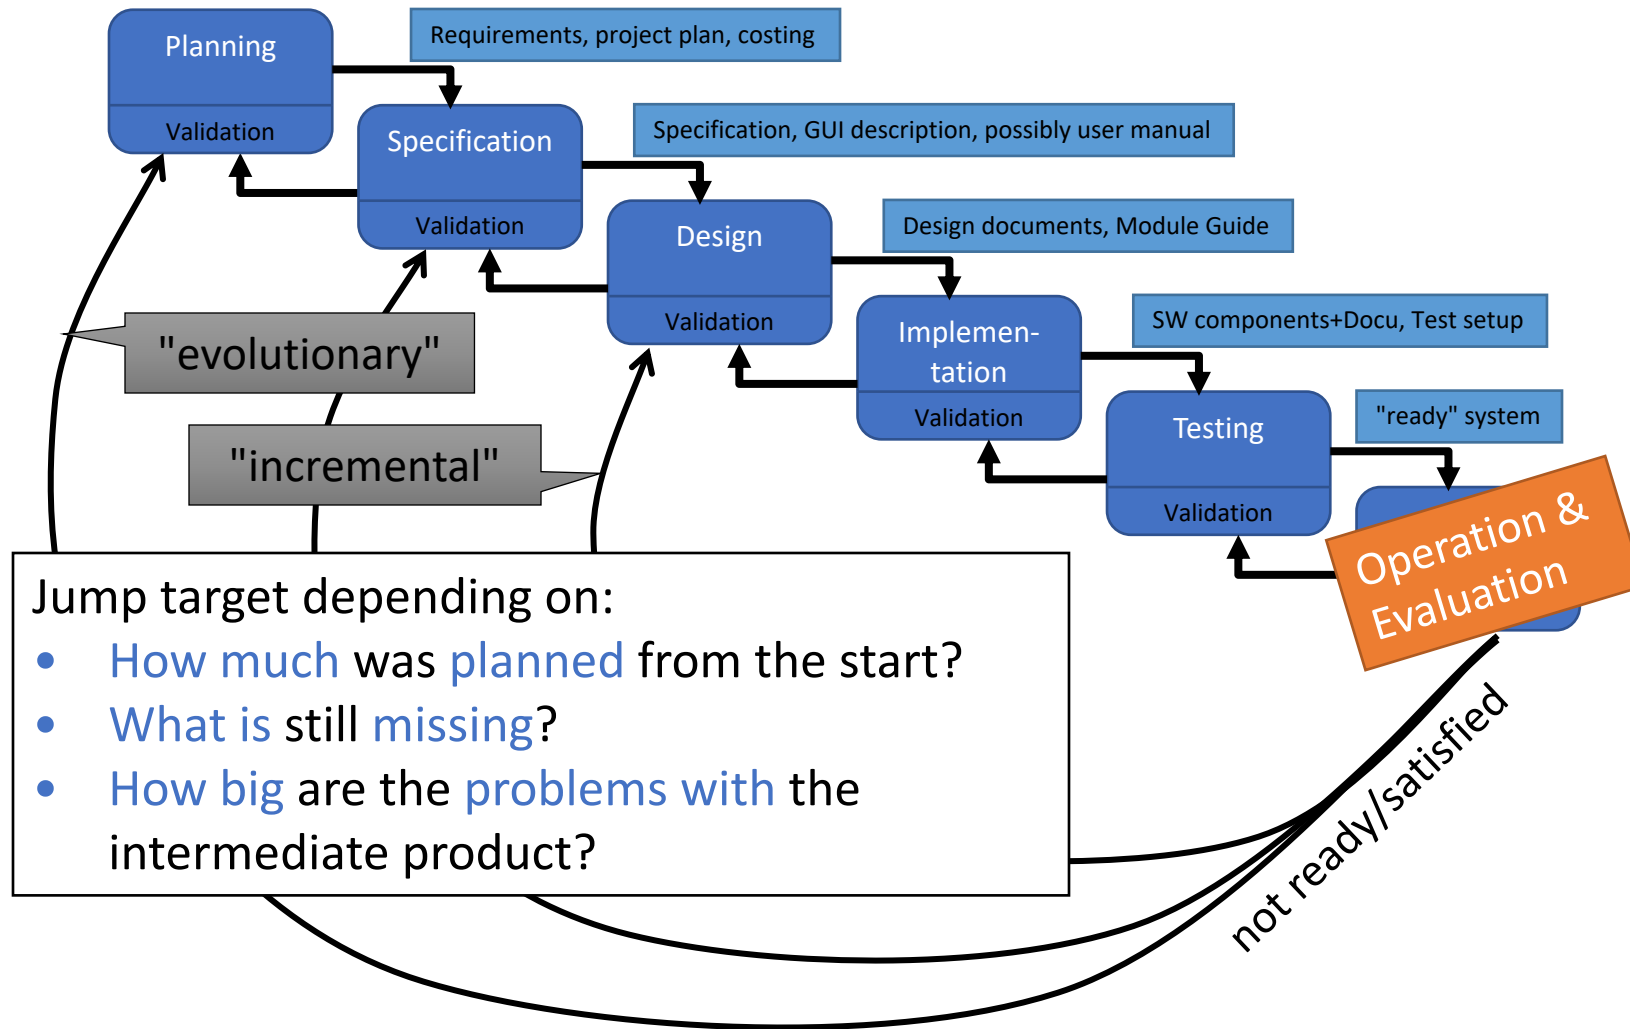 Planning
Validation
Requirements, project plan, costing
Specification
Validation
Specification, GUI description, possibly user manual
Design
Validation
Design documents, Module Guide
Implemen-
tation
Validation
SW components+Docu, Test setup
Testing
Validation
"ready" system
Operation &
Evaluation
"evolutionary"
"incremental"
Jump target depending on:
• How much was planned from the start?
• What is still missing?
• How big are the problems with the
intermediate product?
not ready/satisfied